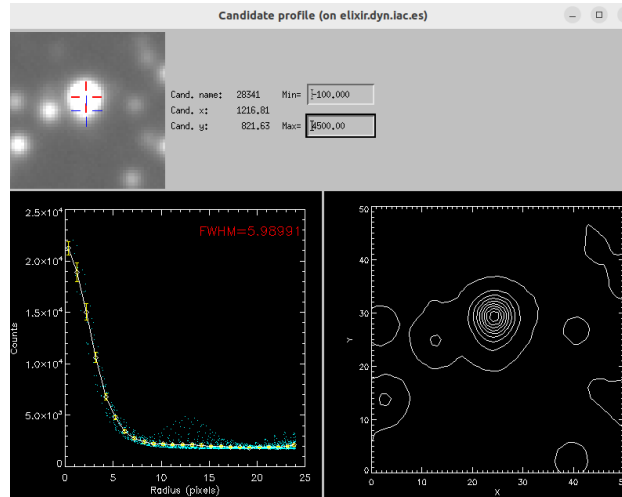 Candidate profile (on elixir.dyn.iac.es)
Cand. name: 28341 Min= -100.000
Cand. x: 1216.81
Cand. y: 821.63 Max= 4500.00
FWHM=5.98991
2.5×10⁴
2.0×10⁴
1.5×10⁴
1.0×10⁴
5.0×10³
0
Counts
0 5 10 15 20 25
Radius (pixels)
50
40
30
20
10
0
Y
0 10 20 30 40
X